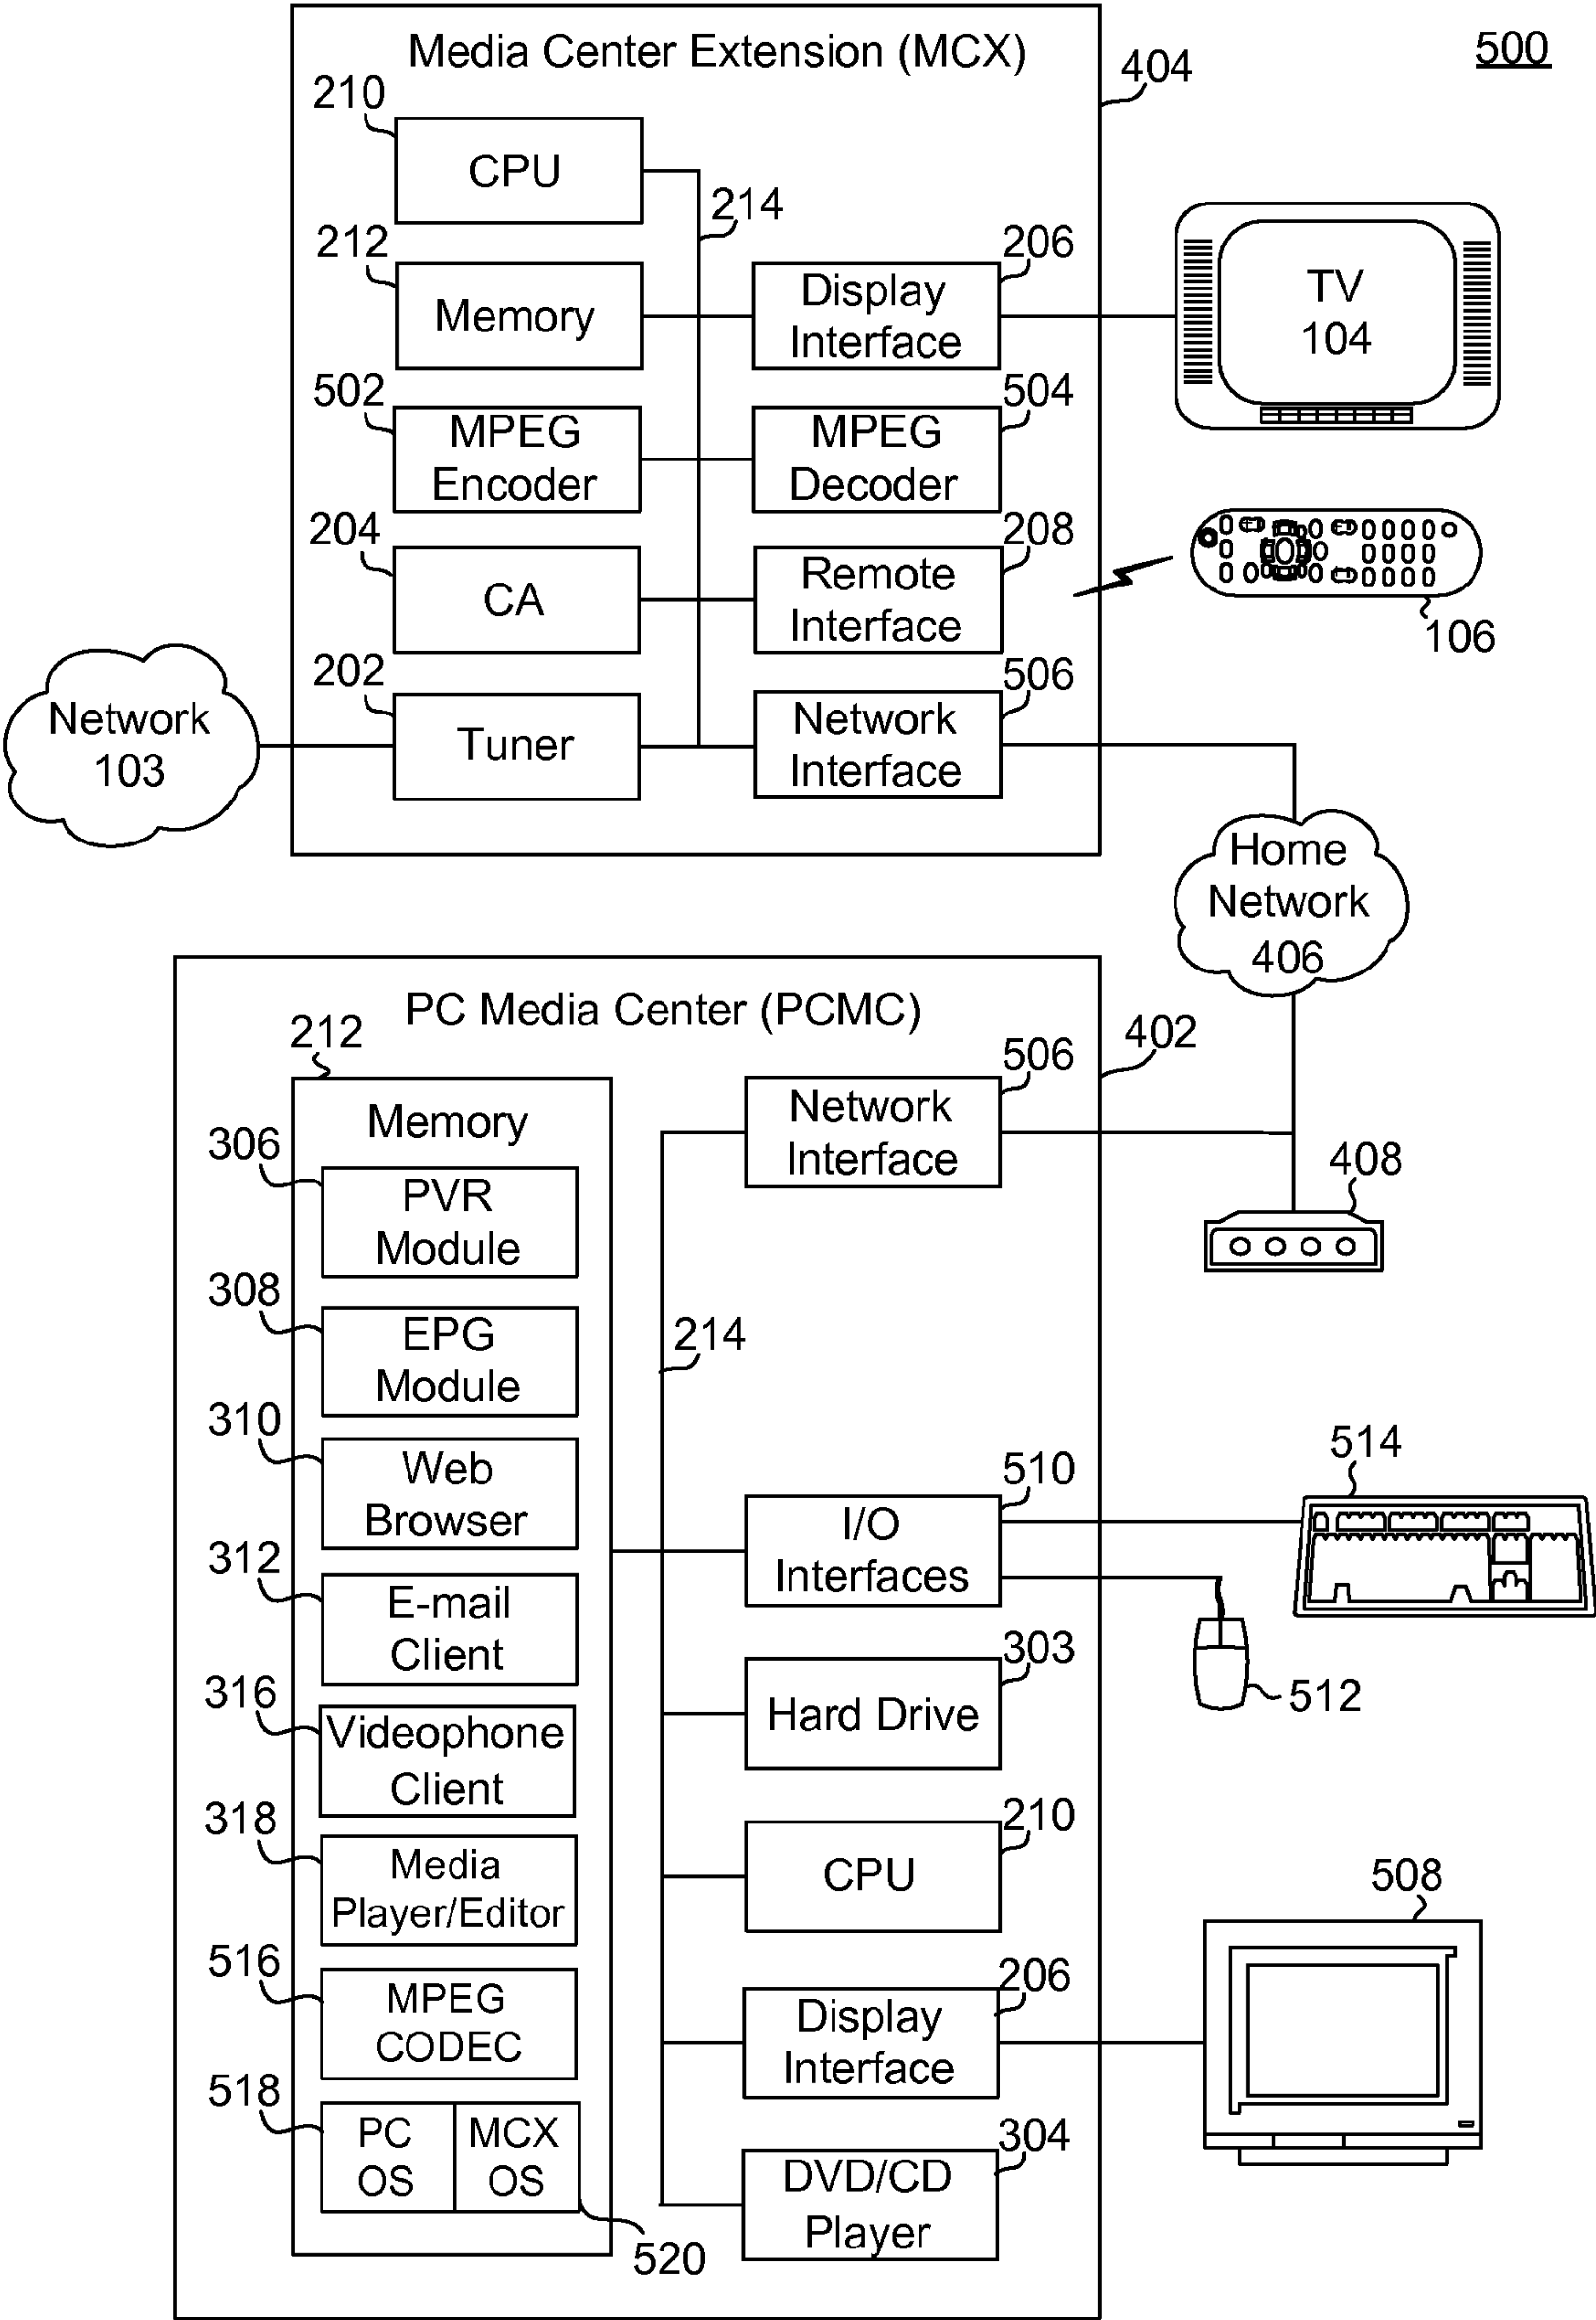 Media Center Extension (MCX)
500
404
210
CPU
214
212
Memory
206
Display
Interface
TV
104
502
MPEG
Encoder
504
MPEG
Decoder
204
CA
208
Remote
Interface
106
Network
103
202
Tuner
506
Network
Interface
Home
Network
406
PC Media Center (PCMC)
402
212
Memory
506
Network
Interface
408
306
PVR
Module
308
EPG
Module
214
310
Web
Browser
510
I/O
Interfaces
514
512
312
E-mail
Client
303
Hard Drive
316
Videophone
Client
318
Media
Player/Editor
210
CPU
508
516
MPEG
CODEC
206
Display
Interface
518
PC
OS
MCX
OS
520
304
DVD/CD
Player